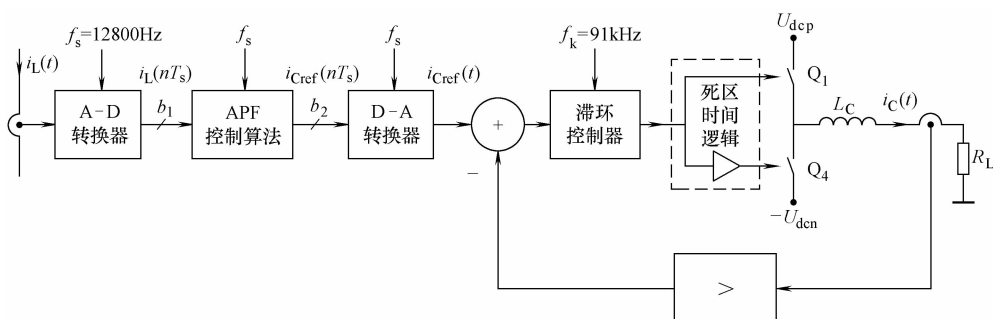 f_s=12800Hz
f_s
f_s
f_k=91kHz
U_dcp
i_L(t)
i_L(nT_s)
i_Cref(nT_s)
i_Cref(t)
A-D
转换器
b_1
APF
控制算法
b_2
D-A
转换器
+
−
滞环
控制器
死区
时间
逻辑
Q_1
L_C
i_C(t)
R_L
Q_4
−U_dcn
>